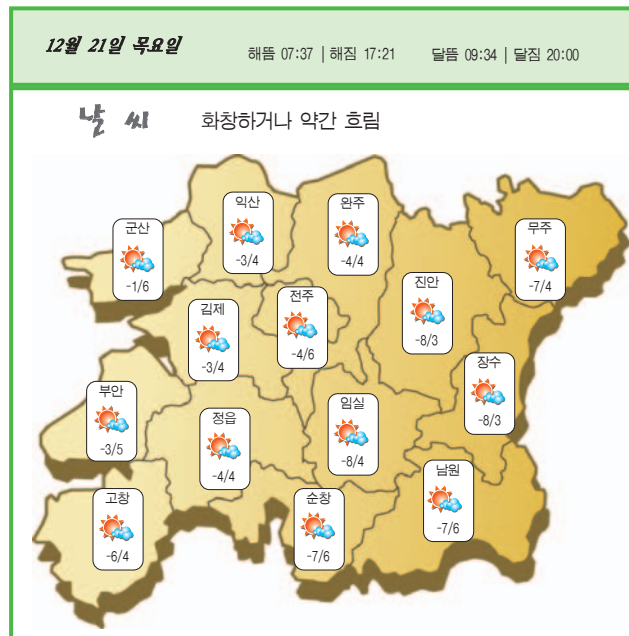 12월 21일 목요일
해뜸 07:37 | 해짐 17:21 달뜸 09:34 | 달짐 20:00
날 씨 화창하거나 약간 흐림
군산
-1/6
익산
-3/4
완주
-4/4
무주
-7/4
김제
-3/4
전주
-4/6
진안
-8/3
장수
-8/3
부안
-3/5
정읍
-4/4
임실
-8/4
남원
-7/6
고창
-6/4
순창
-7/6